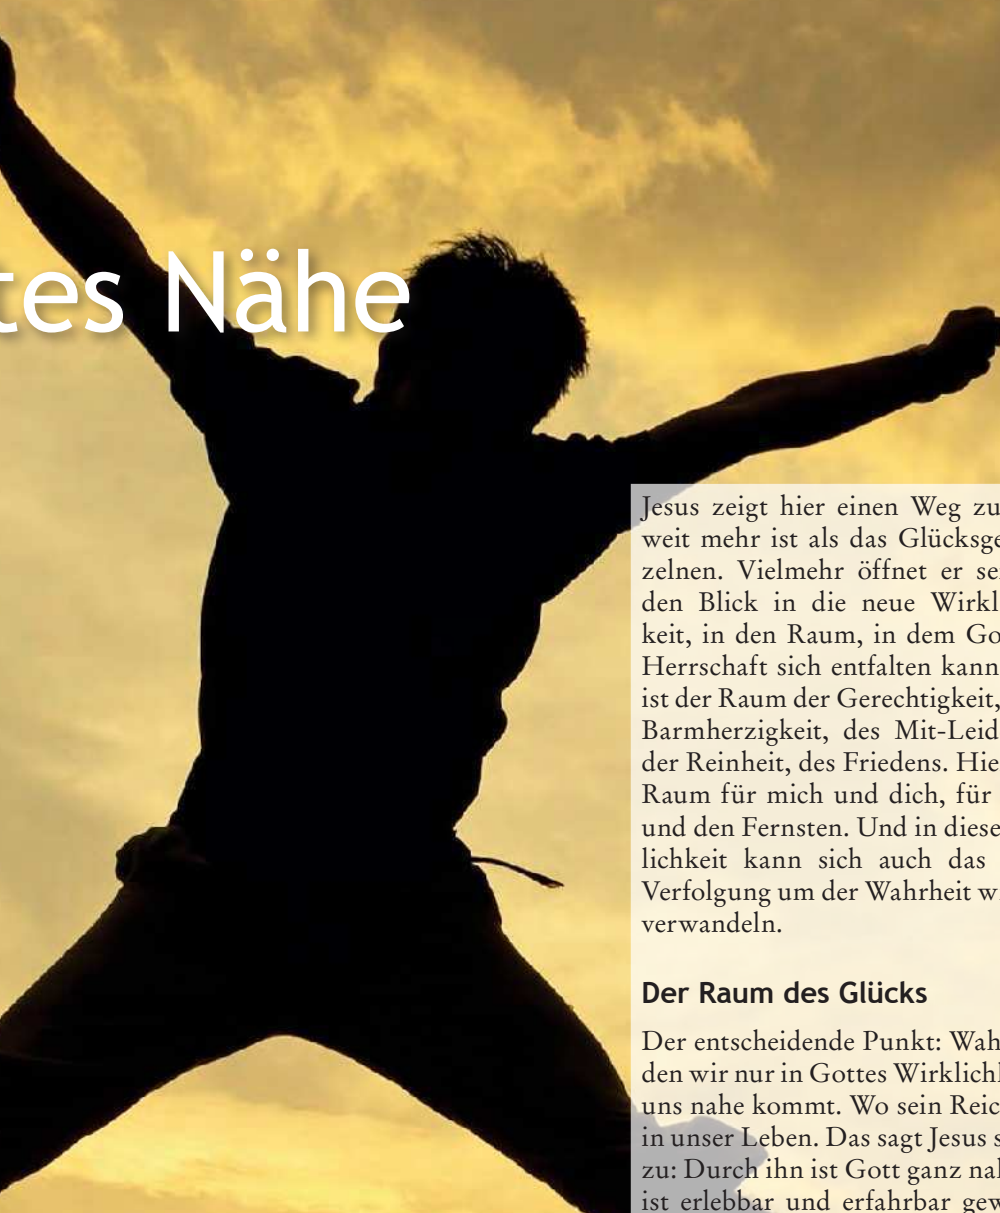 tes Nähe
Jesus zeigt hier einen Weg zu
weit mehr ist als das Glücksge
zelnen. Vielmehr öffnet er se
den Blick in die neue Wirkl
keit, in den Raum, in dem Go
Herrschaft sich entfalten kann
ist der Raum der Gerechtigkeit,
Barmherzigkeit, des Mit-Leid
der Reinheit, des Friedens. Hie
Raum für mich und dich, für
und den Fernsten. Und in diese
lichkeit kann sich auch das
Verfolgung um der Wahrheit w
verwandeln.
Der Raum des Glücks
Der entscheidende Punkt: Wah
den wir nur in Gottes Wirklich
uns nahe kommt. Wo sein Reic
in unser Leben. Das sagt Jesus s
zu: Durch ihn ist Gott ganz nah
ist erlebbar und erfahrbar gew